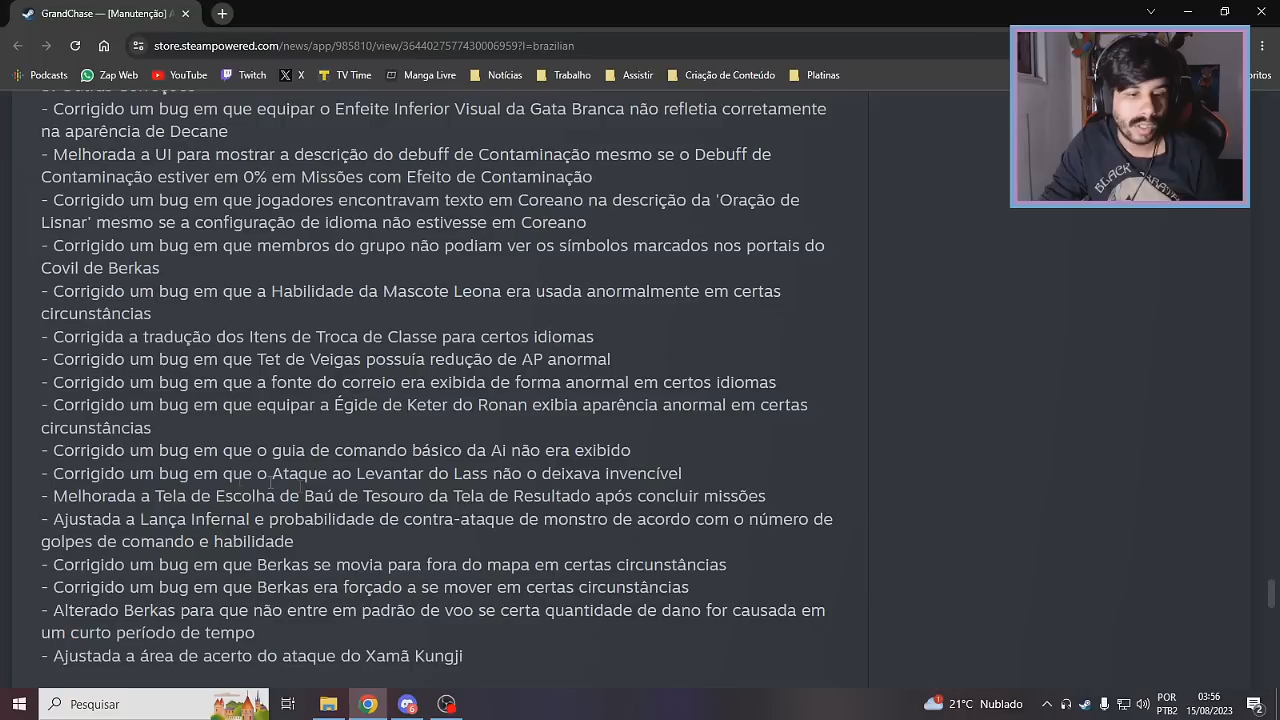 GrandChase — [Manutenção]
store.steampowered.com/news/app/985810/view/3644027577430006959?l=brazilian
Podcasts
Zap Web
YouTube
Twitch
X
TV Time
Manga Livre
Notícias
Trabalho
Assistir
Criação de Conteúdo
Platinas
- Corrigido um bug em que equipar o Enfeite Inferior Visual da Gata Branca não refletia corretamente
na aparência de Decane
- Melhorada a UI para mostrar a descrição do debuff de Contaminação mesmo se o Debuff de
Contaminação estiver em 0% em Missões com Efeito de Contaminação
- Corrigido um bug em que jogadores encontravam texto em Coreano na descrição da 'Oração de
Lisnar' mesmo se a configuração de idioma não estivesse em Coreano
- Corrigido um bug em que membros do grupo não podiam ver os símbolos marcados nos portais do
Covil de Berkas
- Corrigido um bug em que a Habilidade da Mascote Leona era usada anormalmente em certas
circunstâncias
- Corrigida a tradução dos Itens de Troca de Classe para certos idiomas
- Corrigido um bug em que Tet de Veigas possuía redução de AP anormal
- Corrigido um bug em que a fonte do correio era exibida de forma anormal em certos idiomas
- Corrigido um bug em que equipar a Égide de Keter do Ronan exibia aparência anormal em certas
circunstâncias
- Corrigido um bug em que o guia de comando básico da Ai não era exibido
- Corrigido um bug em que o Ataque ao Levantar do Lass não o deixava invencível
- Melhorada a Tela de Escolha de Baú de Tesouro da Tela de Resultado após concluir missões
- Ajustada a Lança Infernal e probabilidade de contra-ataque de monstro de acordo com o número de
golpes de comando e habilidade
- Corrigido um bug em que Berkas se movia para fora do mapa em certas circunstâncias
- Corrigido um bug em que Berkas era forçado a se mover em certas circunstâncias
- Alterado Berkas para que não entre em padrão de voo se certa quantidade de dano for causada em
um curto período de tempo
- Ajustada a área de acerto do ataque do Xamã Kungji
BLACK
Pesquisar
1
21°C Nublado
POR
PTB2
03:56
15/08/2023
2